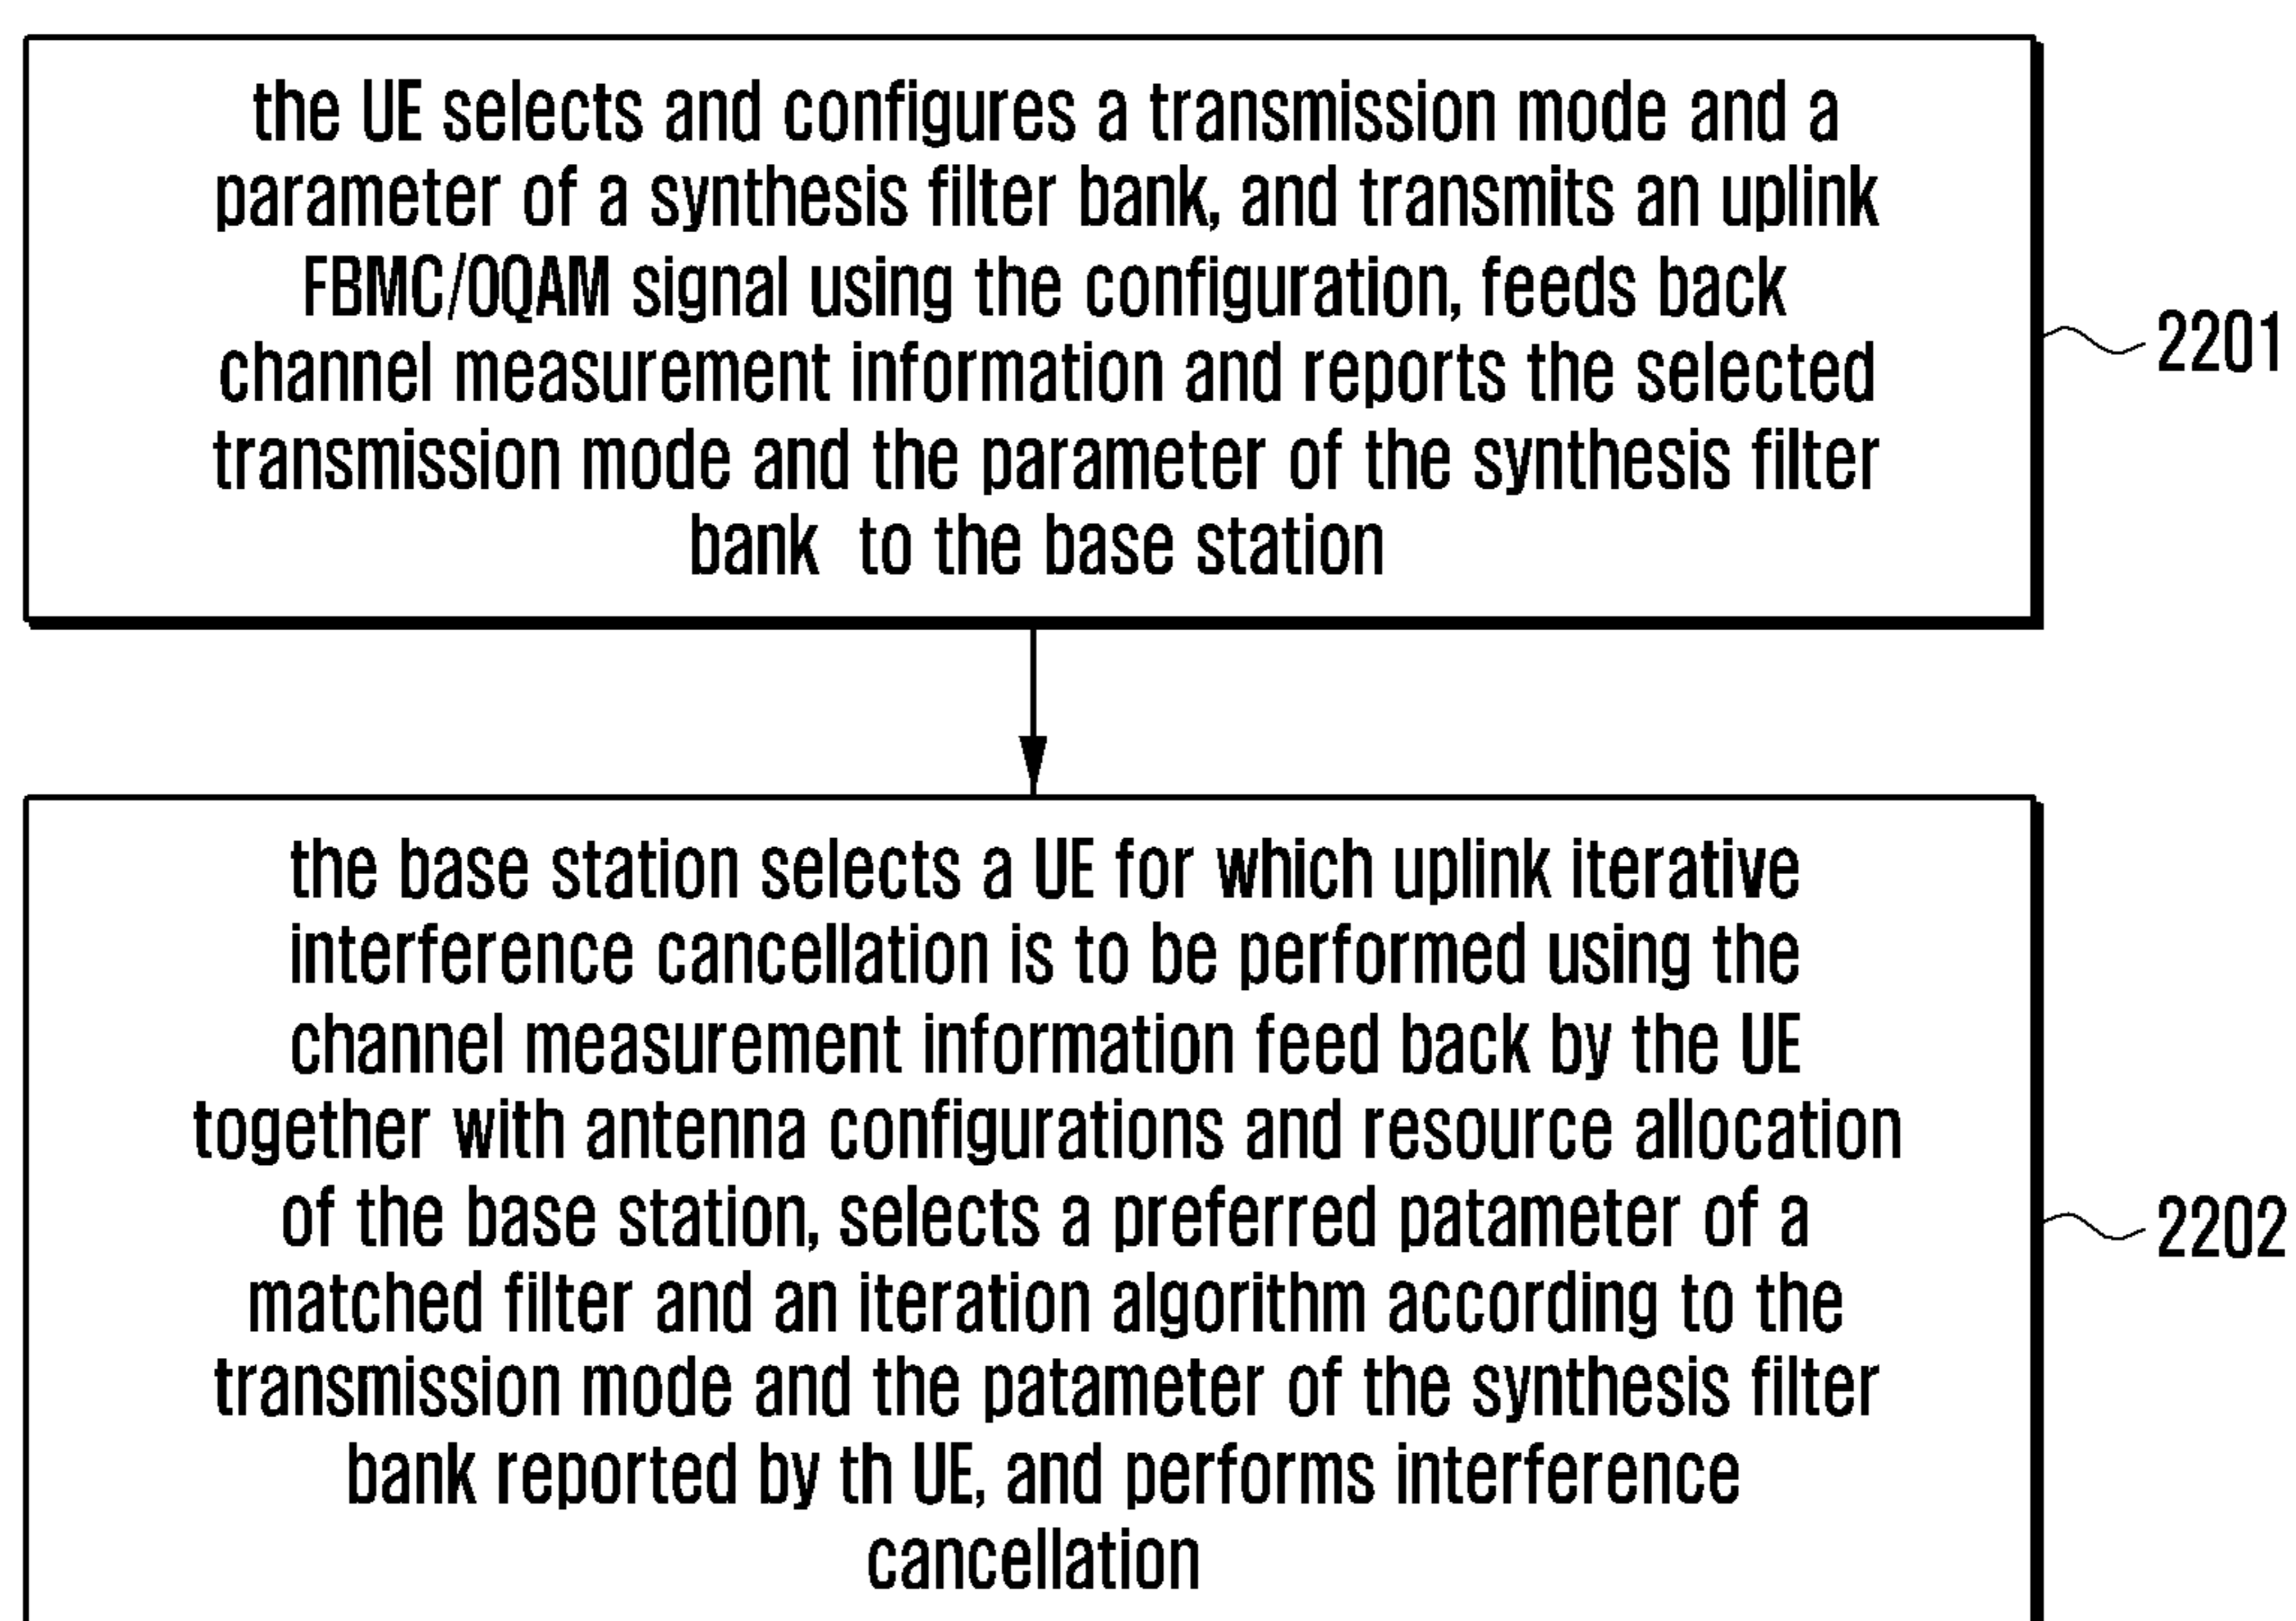 the UE selects and configures a transmission mode and a
parameter of a synthesis filter bank, and transmits an uplink
FBMC/OQAM signal using the configuration, feeds back
channel measurement information and reports the selected
transmission mode and the parameter of the synthesis filter
bank to the base station
2201
the base station selects a UE for which uplink iterative
interference cancellation is to be performed using the
channel measurement information feed back by the UE
together with antenna configurations and resource allocation
of the base station, selects a preferred patameter of a
matched filter and an iteration algorithm according to the
transmission mode and the patameter of the synthesis filter
bank reported by th UE, and performs interference
cancellation
2202